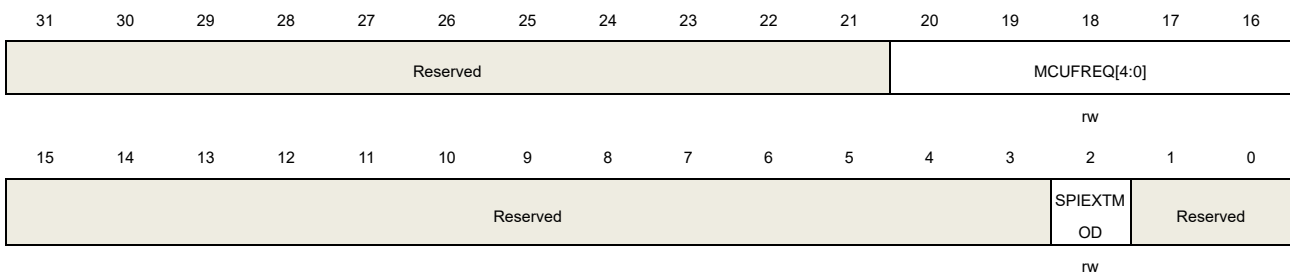 31 30 29 28 27 26 25 24 23 22 21 20 19 18 17 16
Reserved MCUFREQ[4:0]
rw
15 14 13 12 11 10 9 8 7 6 5 4 3 2 1 0
Reserved SPIEXTM
OD Reserved
rw